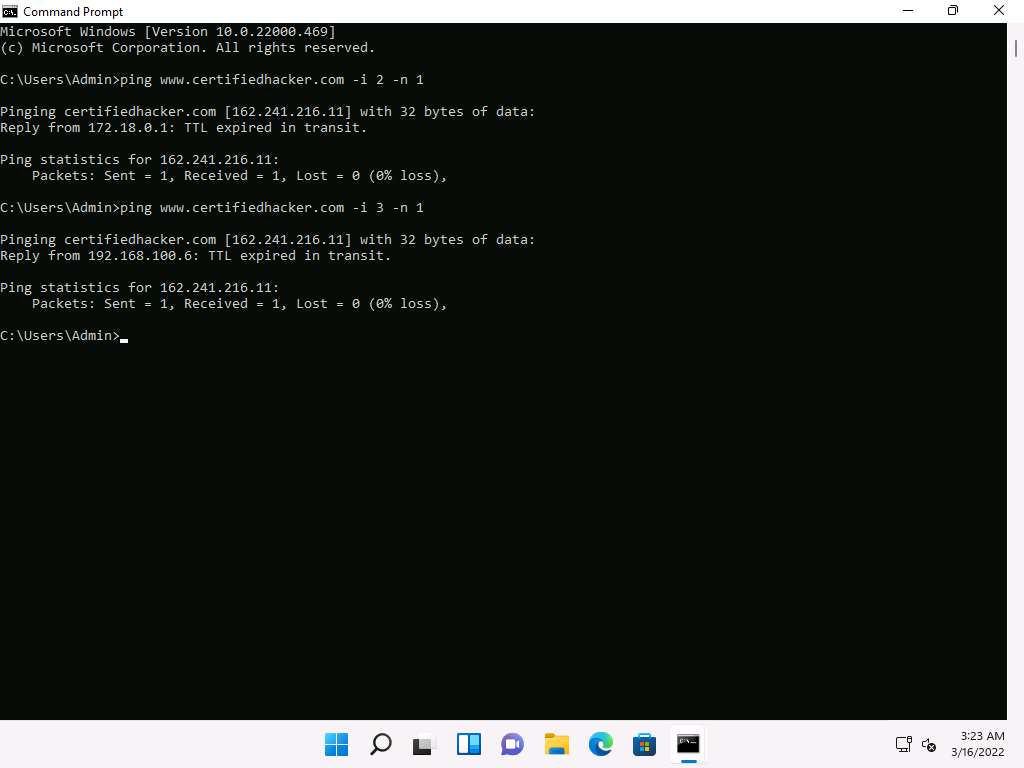 Command Prompt
Microsoft Windows [Version 10.0.22000.469]
(c) Microsoft Corporation. All rights reserved.
C:\Users\Admin>ping www.certifiedhacker.com -i 2 -n 1
Pinging certifiedhacker.com [162.241.216.11] with 32 bytes of data:
Reply from 172.18.0.1: TTL expired in transit.
Ping statistics for 162.241.216.11:
    Packets: Sent = 1, Received = 1, Lost = 0 (0% loss),
C:\Users\Admin>ping www.certifiedhacker.com -i 3 -n 1
Pinging certifiedhacker.com [162.241.216.11] with 32 bytes of data:
Reply from 192.168.100.6: TTL expired in transit.
Ping statistics for 162.241.216.11:
    Packets: Sent = 1, Received = 1, Lost = 0 (0% loss),
C:\Users\Admin>
3:23 AM
3/16/2022